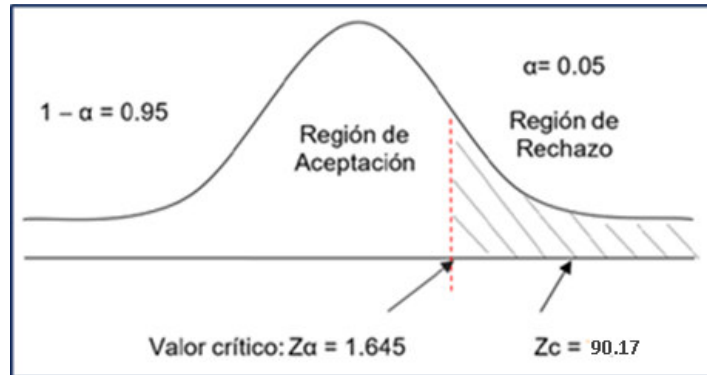 α= 0.05
1 – α = 0.95
Región de
Aceptación
Región de
Rechazo
Valor crítico: Zα = 1.645
Zc = 90.17